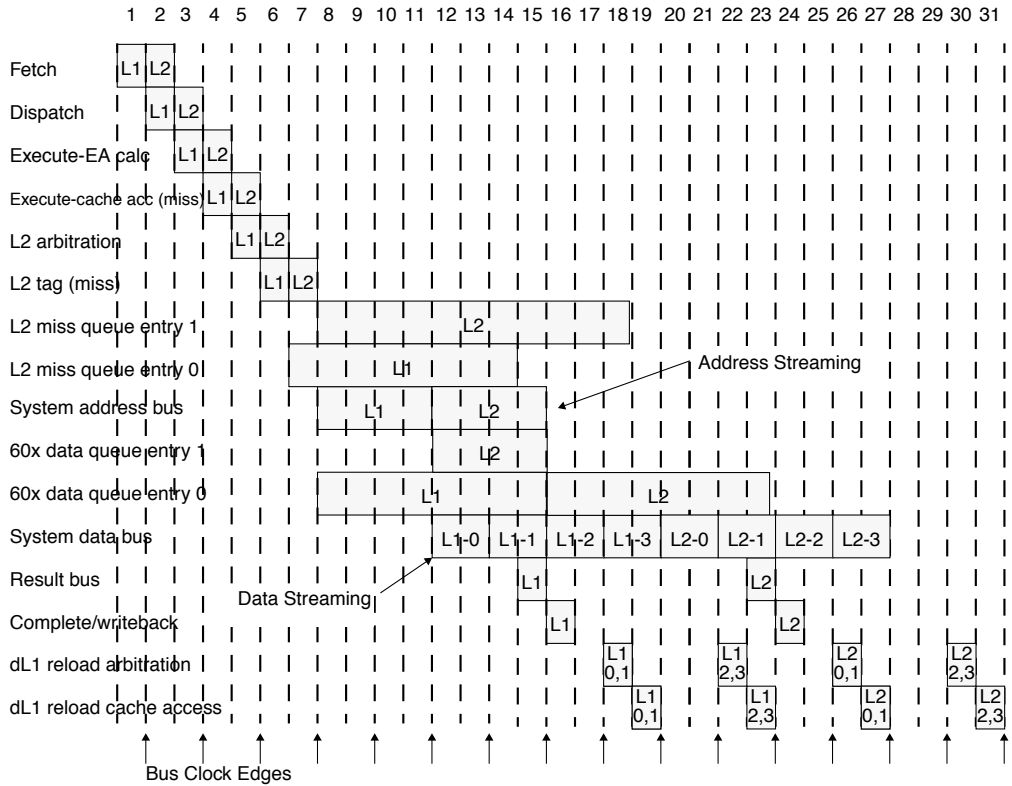 1 2 3 4 5 6 7 8 9 10 11 12 13 14 15 16 17 18 19 20 21 22 23 24 25 26 27 28 29 30 31
Fetch L1 L2
Dispatch L1 L2
Execute-EA calc L1 L2
Execute-cache acc (miss) L1 L2
L2 arbitration L1 L2
L2 tag (miss) L1 L2
L2 miss queue entry 1 L2
L2 miss queue entry 0 L1
Address Streaming
System address bus L1 L2
60x data queue entry 1 L2
60x data queue entry 0 L1 L2
System data bus L1-0 L1-1 L1-2 L1-3 L2-0 L2-1 L2-2 L2-3
Result bus L1 L2
Data Streaming
Complete/writeback L1 L2
dL1 reload arbitration L1 0,1 L1 2,3 L2 0,1 L2 2,3
dL1 reload cache access L1 0,1 L1 2,3 L2 0,1 L2 2,3
Bus Clock Edges